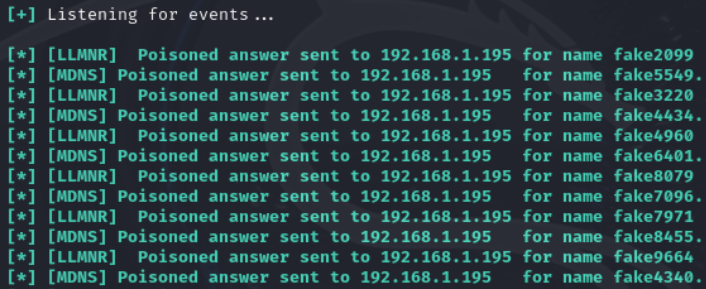 [+] Listening for events...
[*] [LLMNR]  Poisoned answer sent to 192.168.1.195 for name fake2099
[*] [MDNS] Poisoned answer sent to 192.168.1.195   for name fake5549.
[*] [LLMNR]  Poisoned answer sent to 192.168.1.195 for name fake3220
[*] [MDNS] Poisoned answer sent to 192.168.1.195   for name fake4434.
[*] [LLMNR]  Poisoned answer sent to 192.168.1.195 for name fake4960
[*] [MDNS] Poisoned answer sent to 192.168.1.195   for name fake6401.
[*] [LLMNR]  Poisoned answer sent to 192.168.1.195 for name fake8079
[*] [MDNS] Poisoned answer sent to 192.168.1.195   for name fake7096.
[*] [LLMNR]  Poisoned answer sent to 192.168.1.195 for name fake7971
[*] [MDNS] Poisoned answer sent to 192.168.1.195   for name fake8455.
[*] [LLMNR]  Poisoned answer sent to 192.168.1.195 for name fake9664
[*] [MDNS] Poisoned answer sent to 192.168.1.195   for name fake4340.